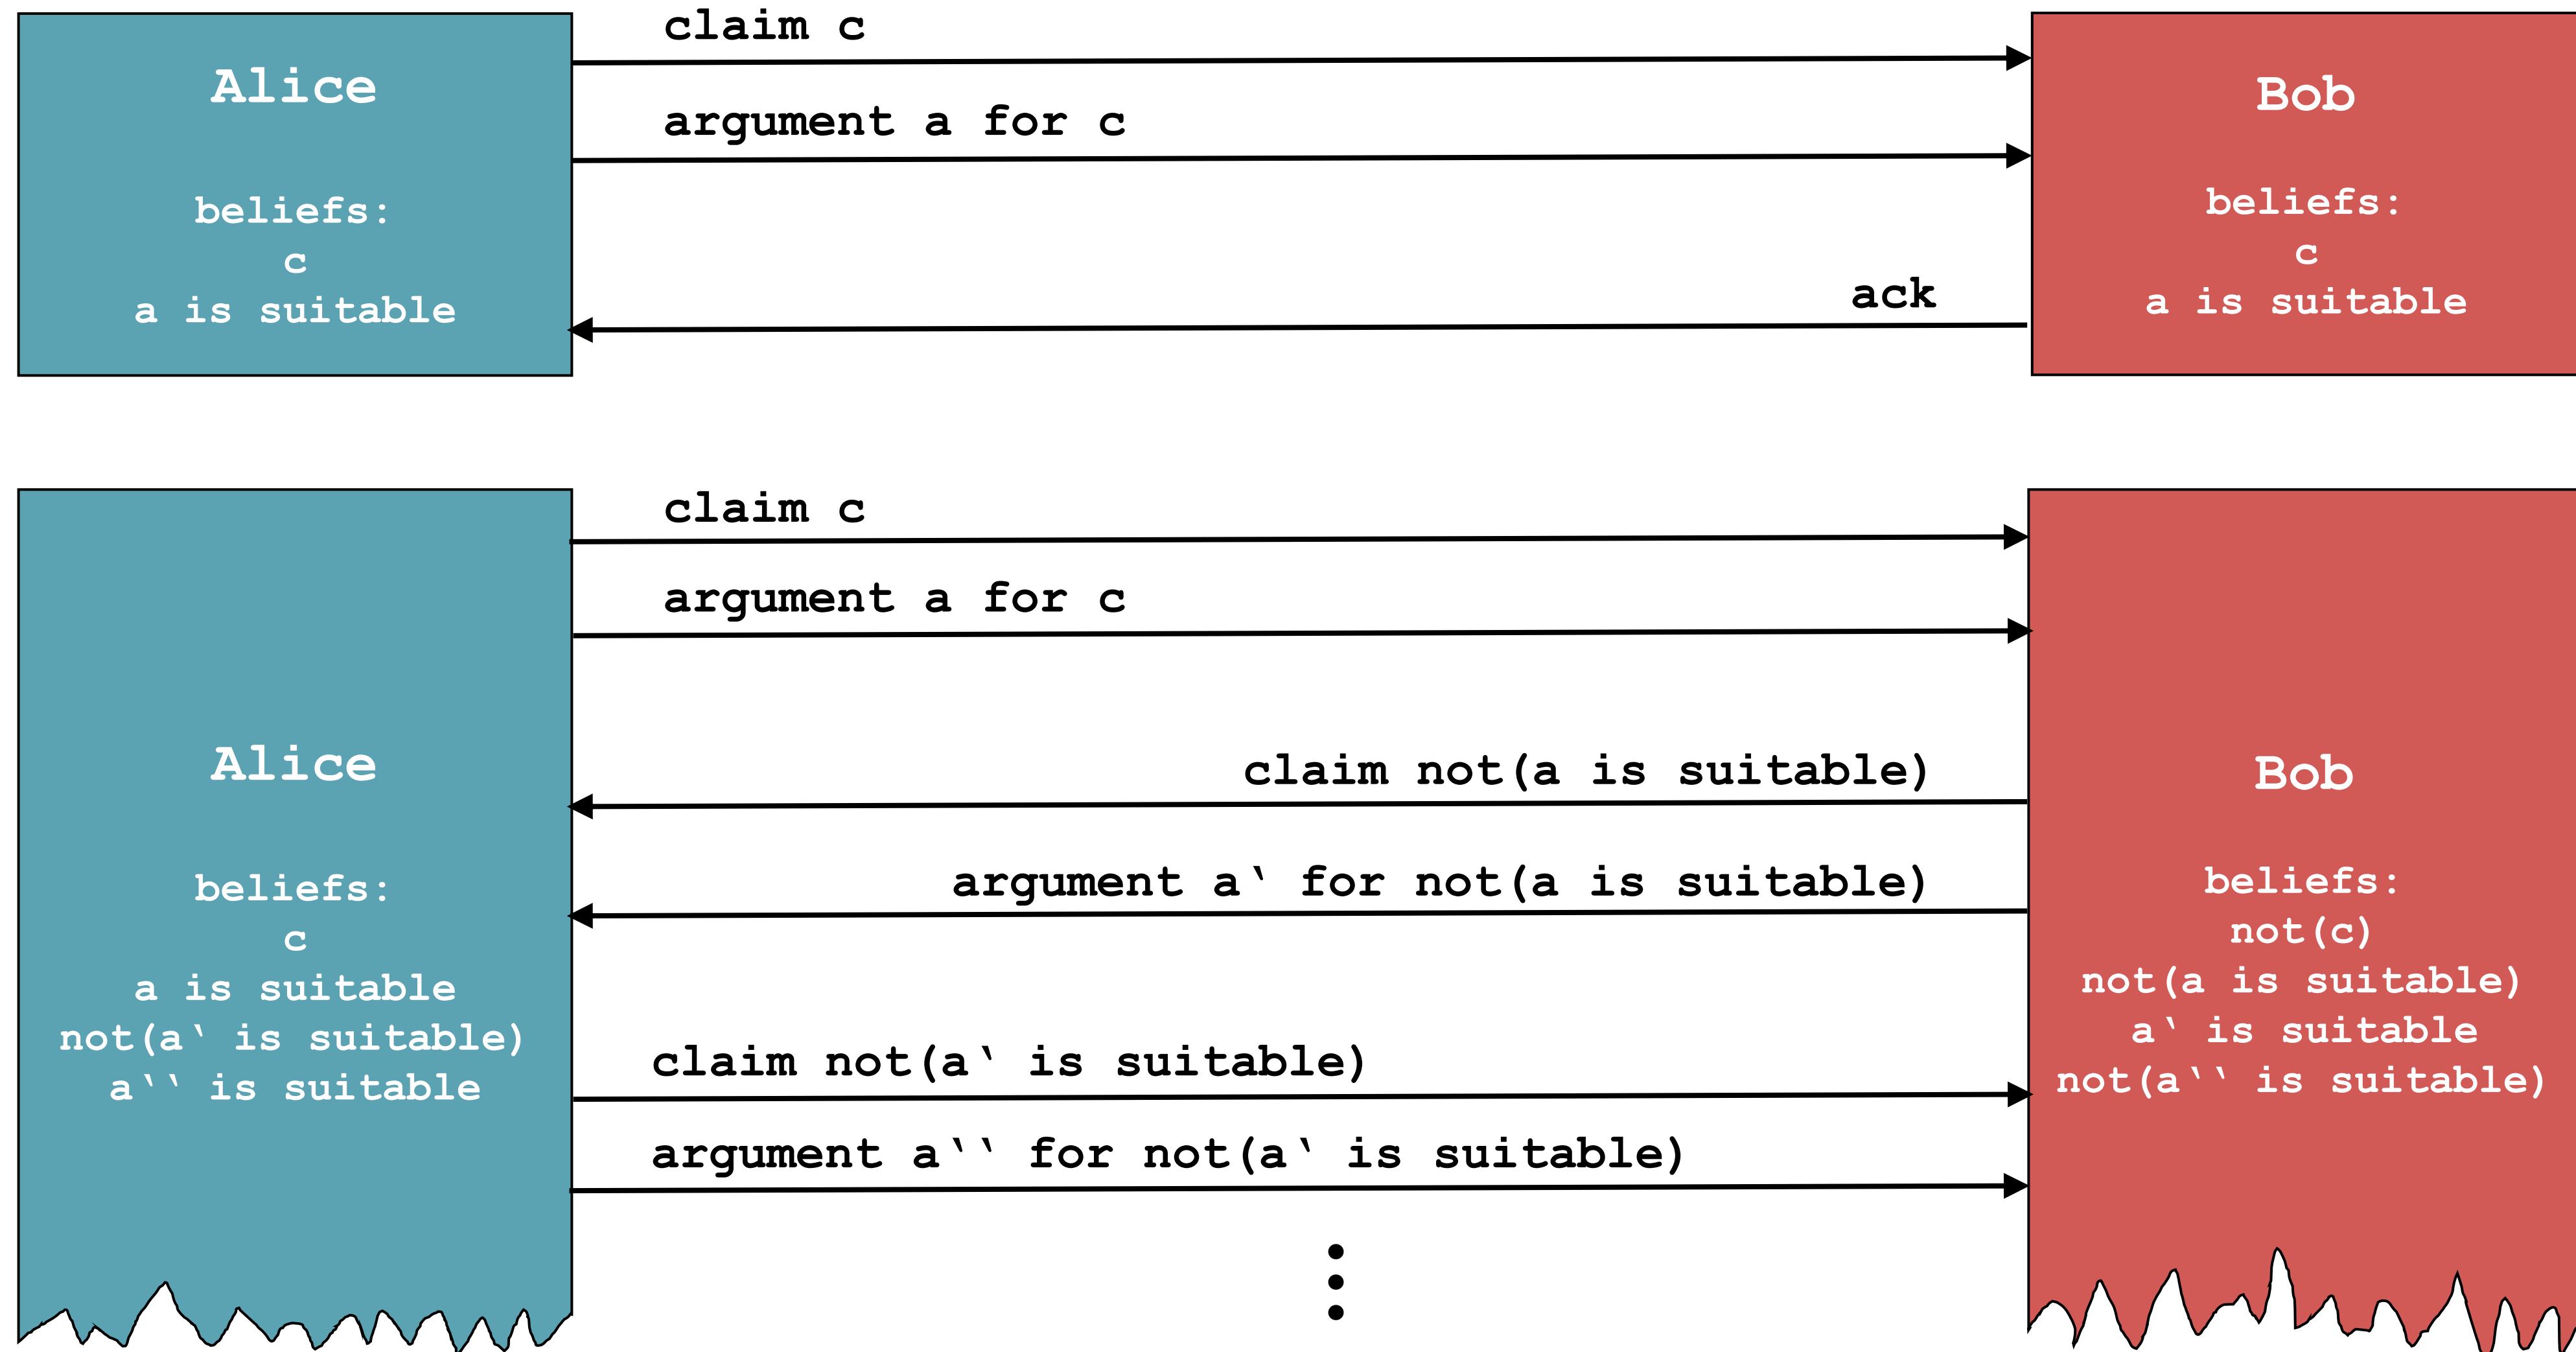 claim c
Alice
Bob
argument a for c
beliefs:
c
a is suitable
beliefs:
c
a is suitable
ack
claim c
argument a for c
Alice
beliefs:
c
a is suitable
not(a‵ is suitable)
a‵‵ is suitable
claim not(a is suitable)
argument a‵ for not(a is suitable)
claim not(a‵ is suitable)
argument a‵‵ for not(a‵ is suitable)
Bob
beliefs:
not(c)
not(a is suitable)
a‵ is suitable
not(a‵‵ is suitable)